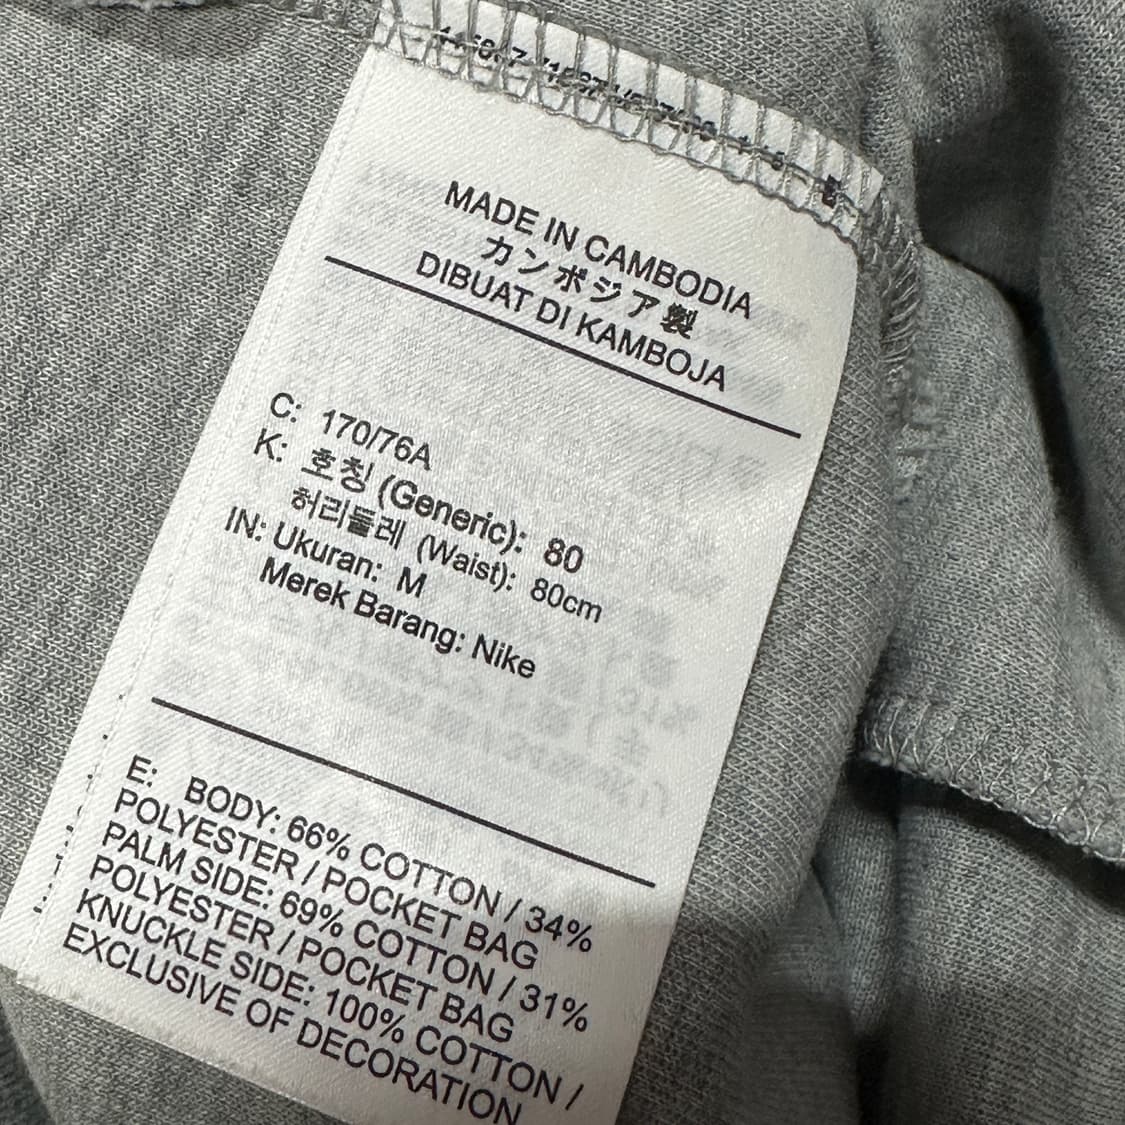 MADE IN CAMBODIA
カンボジア製
DIBUAT DI KAMBOJA
C: 170/76A
K: 호칭 (Generic): 80
허리둘레 (Waist): 80cm
IN: Ukuran: M
Merek Barang: Nike
E: BODY: 66% COTTON / 34%
POLYESTER / POCKET BAG
PALM SIDE: 69% COTTON / 31%
POLYESTER / POCKET BAG
KNUCKLE SIDE: 100% COTTON /
EXCLUSIVE OF DECORATION